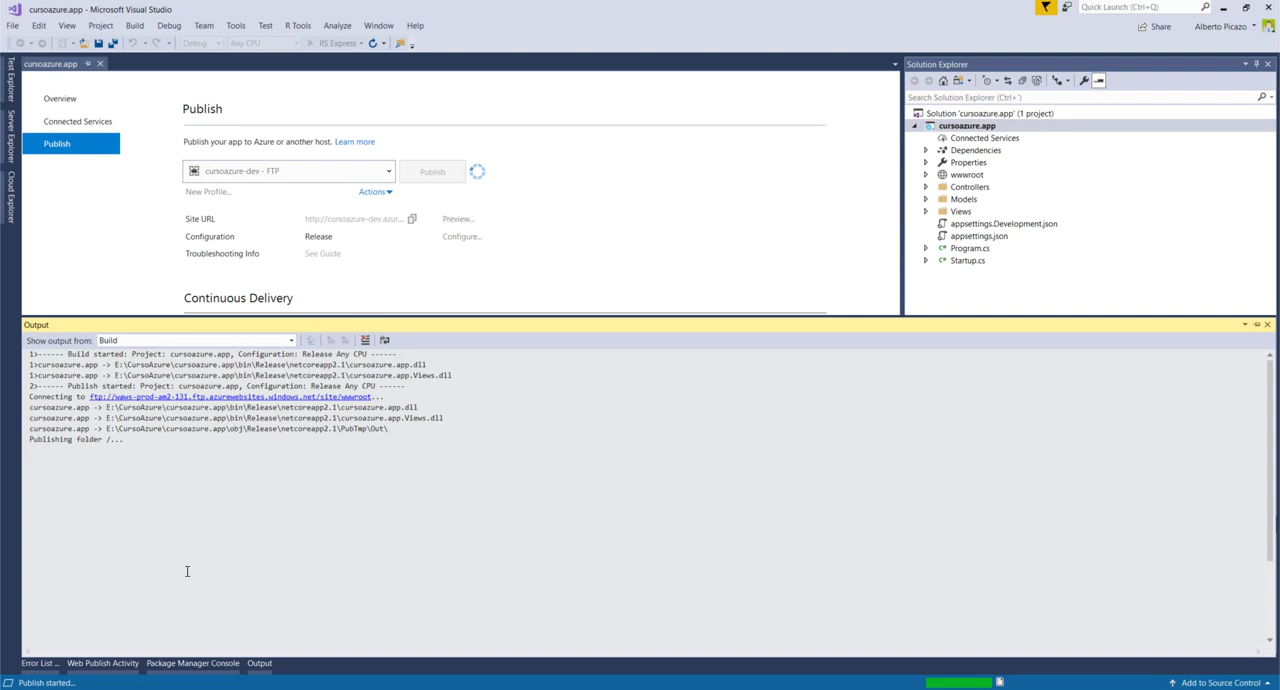 cursoazure.app - Microsoft Visual Studio
Quick Launch (Ctrl+Q)
File Edit View Project Build Debug Team Tools Test R Tools Analyze Window Help
Share Alberto Picazo
Debug Any CPU IIS Express
Test Explorer
Server Explorer
Cloud Explorer
cursoazure.app
Overview
Connected Services
Publish
Publish
Publish your app to Azure or another host. Learn more
cursoazure-dev - FTP Publish
New Profile... Actions
Site URL http://cursoazure-dev.azur... Preview...
Configuration Release Configure...
Troubleshooting Info See Guide
Continuous Delivery
Solution Explorer
Search Solution Explorer (Ctrl+¨)
Solution 'cursoazure.app' (1 project)
cursoazure.app
Connected Services
Dependencies
Properties
wwwroot
Controllers
Models
Views
appsettings.Development.json
appsettings.json
C# Program.cs
C# Startup.cs
Output
Show output from: Build
1>------ Build started: Project: cursoazure.app, Configuration: Release Any CPU ------
1>cursoazure.app -> E:\CursoAzure\cursoazure.app\bin\Release\netcoreapp2.1\cursoazure.app.dll
1>cursoazure.app -> E:\CursoAzure\cursoazure.app\bin\Release\netcoreapp2.1\cursoazure.app.Views.dll
2>------ Publish started: Project: cursoazure.app, Configuration: Release Any CPU ------
Connecting to ftp://waws-prod-am2-131.ftp.azurewebsites.windows.net/site/wwwroot...
cursoazure.app -> E:\CursoAzure\cursoazure.app\bin\Release\netcoreapp2.1\cursoazure.app.dll
cursoazure.app -> E:\CursoAzure\cursoazure.app\bin\Release\netcoreapp2.1\cursoazure.app.Views.dll
cursoazure.app -> E:\CursoAzure\cursoazure.app\obj\Release\netcoreapp2.1\PubTmp\Out\
Publishing folder /...
Error List ... Web Publish Activity Package Manager Console Output
Publish started... Add to Source Control